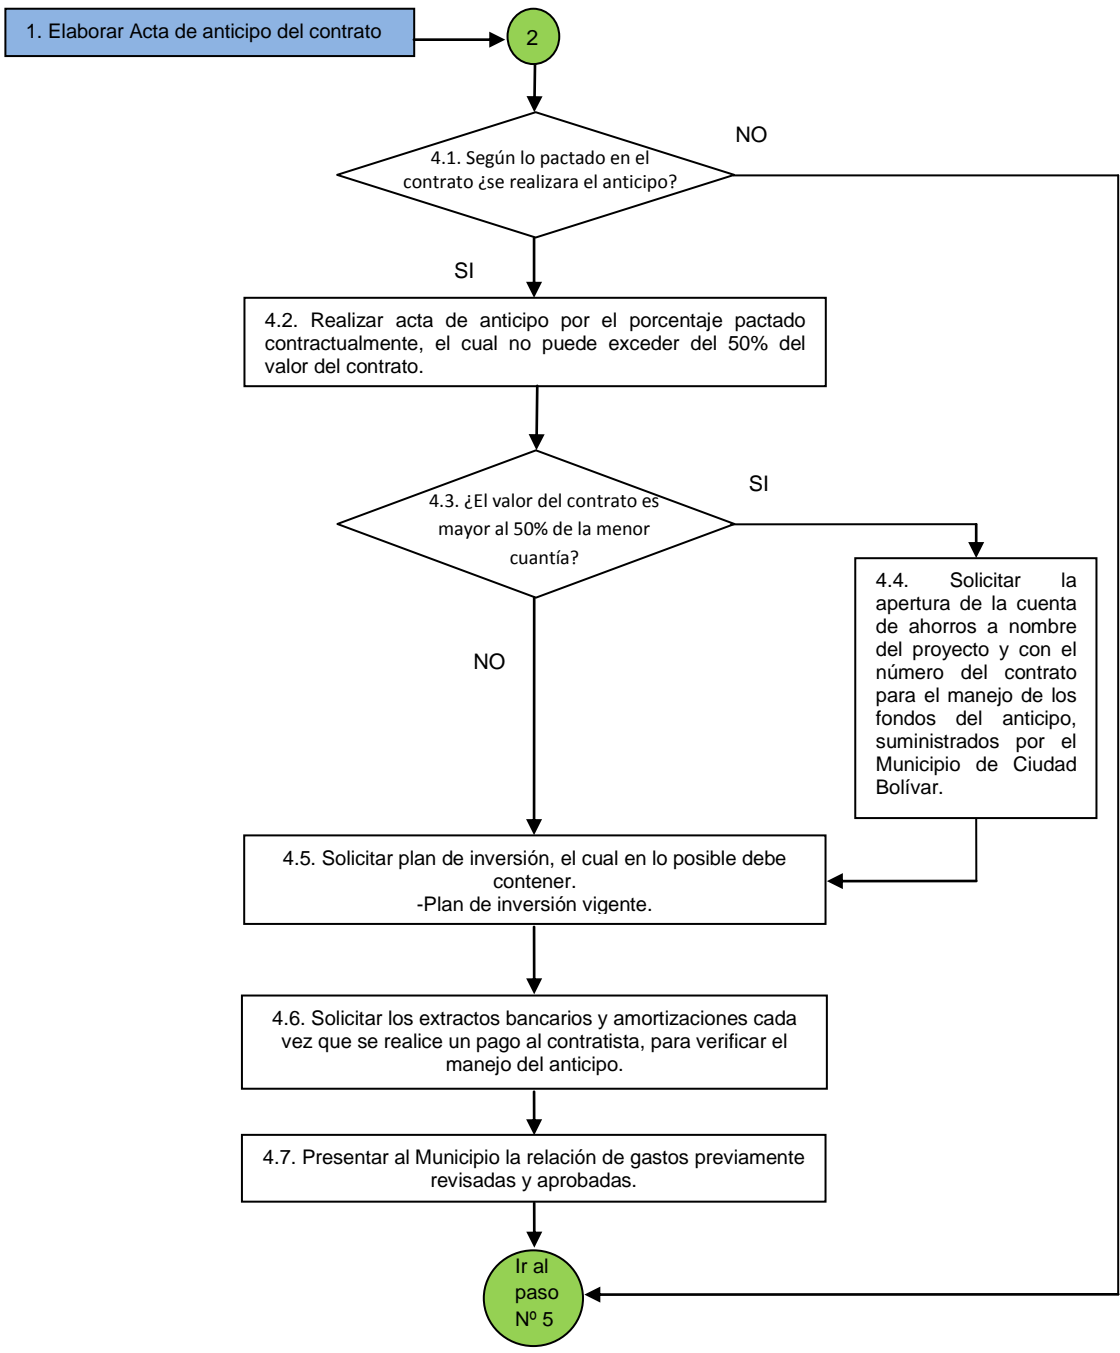 1. Elaborar Acta de anticipo del contrato
2
4.1. Según lo pactado en el
contrato ¿se realizara el anticipo?
NO
SI
4.2. Realizar acta de anticipo por el porcentaje pactado
contractualmente, el cual no puede exceder del 50% del
valor del contrato.
4.3. ¿El valor del contrato es
mayor al 50% de la menor
cuantía?
SI
4.4. Solicitar la
apertura de la cuenta
de ahorros a nombre
del proyecto y con el
número del contrato
para el manejo de los
fondos del anticipo,
suministrados por el
Municipio de Ciudad
Bolívar.
NO
4.5. Solicitar plan de inversión, el cual en lo posible debe
contener.
-Plan de inversión vigente.
4.6. Solicitar los extractos bancarios y amortizaciones cada
vez que se realice un pago al contratista, para verificar el
manejo del anticipo.
4.7. Presentar al Municipio la relación de gastos previamente
revisadas y aprobadas.
Ir al
paso
Nº 5